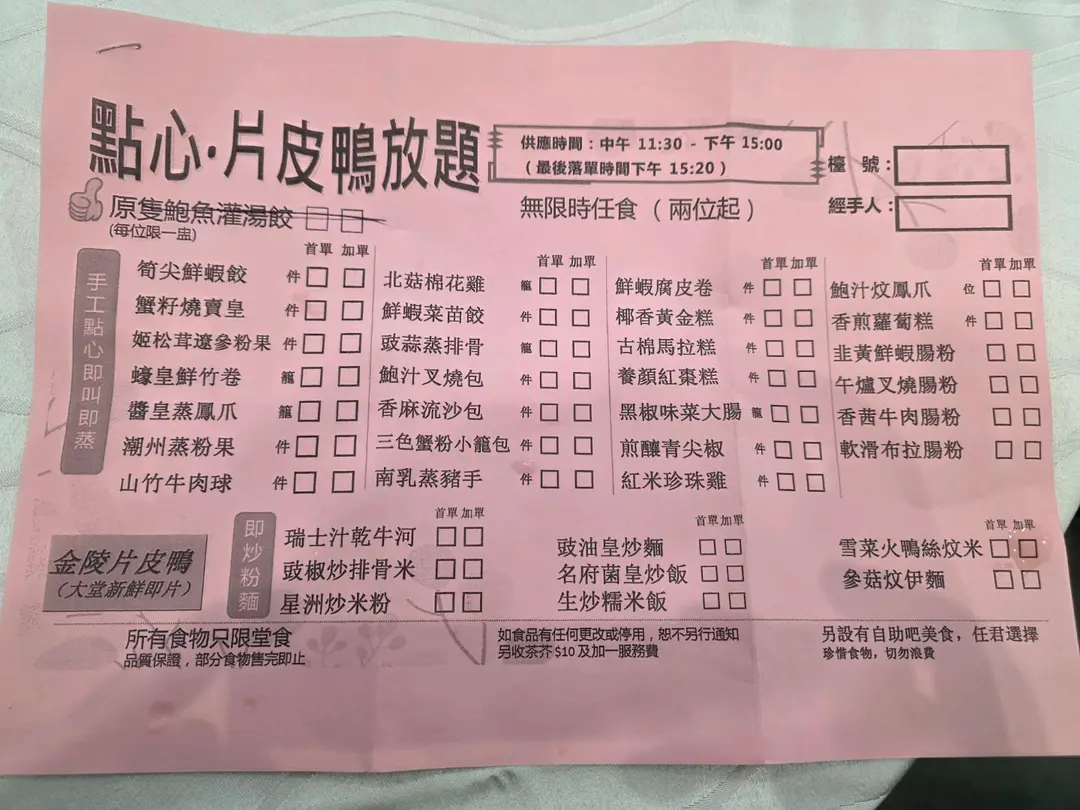 點心·片皮鴨放題
供應時間：中午 11:30 - 下午 15:00
（最後落單時間下午 15:20）
檯 號：
經手人：
原隻鮑魚灌湯餃
(每位限一盅)
無限時任食（兩位起）
手工點心即叫即蒸
首單 加單
筍尖鮮蝦餃 件
蟹籽燒賣皇 件
姬松茸遼參粉果 件
蠔皇鮮竹卷 籠
醬皇蒸鳳爪 籠
潮州蒸粉果 件
山竹牛肉球 件
首單 加單
北菇棉花雞 籠
鮮蝦菜苗餃 件
豉蒜蒸排骨 籠
鮑汁叉燒包 件
香麻流沙包 件
三色蟹粉小籠包 件
南乳蒸豬手 件
首單 加單
鮮蝦腐皮卷 件
椰香黃金糕 件
古棉馬拉糕 件
養顏紅棗糕 件
黑椒味菜大腸 籠
煎釀青尖椒 件
紅米珍珠雞 件
首單 加單
鮑汁炆鳳爪 位
香煎蘿蔔糕 件
韭黃鮮蝦腸粉
午爐叉燒腸粉
香茜牛肉腸粉
軟滑布拉腸粉
金陵片皮鴨
（大堂新鮮即片）
即炒粉麵
首單 加單
瑞士汁乾牛河
豉椒炒排骨米
星洲炒米粉
首單 加單
豉油皇炒麵
名府菌皇炒飯
生炒糯米飯
首單 加單
雪菜火鴨絲炆米
參菇炆伊麵
所有食物只限堂食
品質保證，部分食物售完即止
如食品有任何更改或停用，恕不另行通知
另收茶芥 $10 及加一服務費
另設有自助吧美食，任君選擇
珍惜食物，切勿浪費